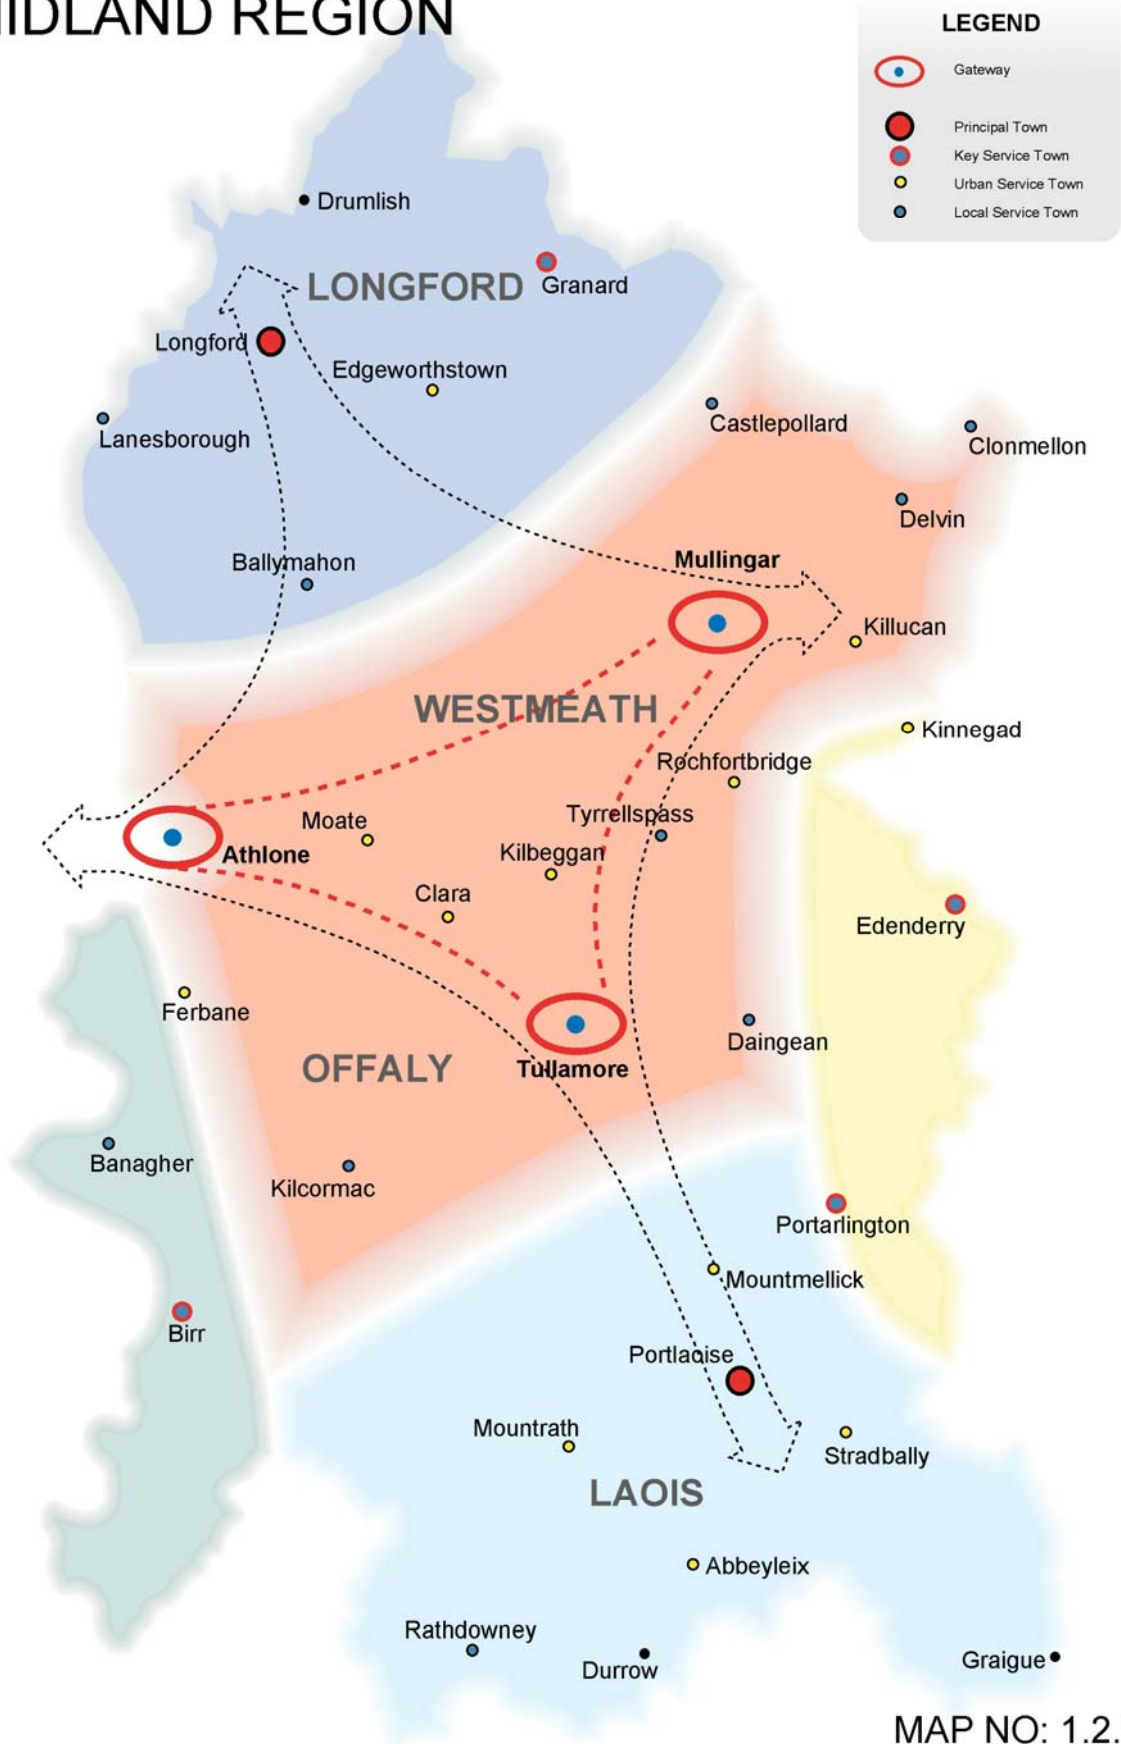 MIDLAND REGION
LEGEND
Gateway
Principal Town
Key Service Town
Urban Service Town
Local Service Town
Drumlish
LONGFORD
Granard
Longford
Edgeworthstown
Lanesborough
Castlepollard
Clonmellon
Delvin
Ballymahon
Mullingar
Killucan
WESTMEATH
Kinnegad
Rochfortbridge
Tyrrellspass
Moate
Kilbeggan
Athlone
Clara
Edenderry
Ferbane
Daingean
OFFALY
Tullamore
Banagher
Kilcormac
Portarlington
Mountmellick
Birr
Portlaoise
Mountrath
Stradbally
LAOIS
Abbeyleix
Rathdowney
Durrow
Graigue
MAP NO: 1.2.